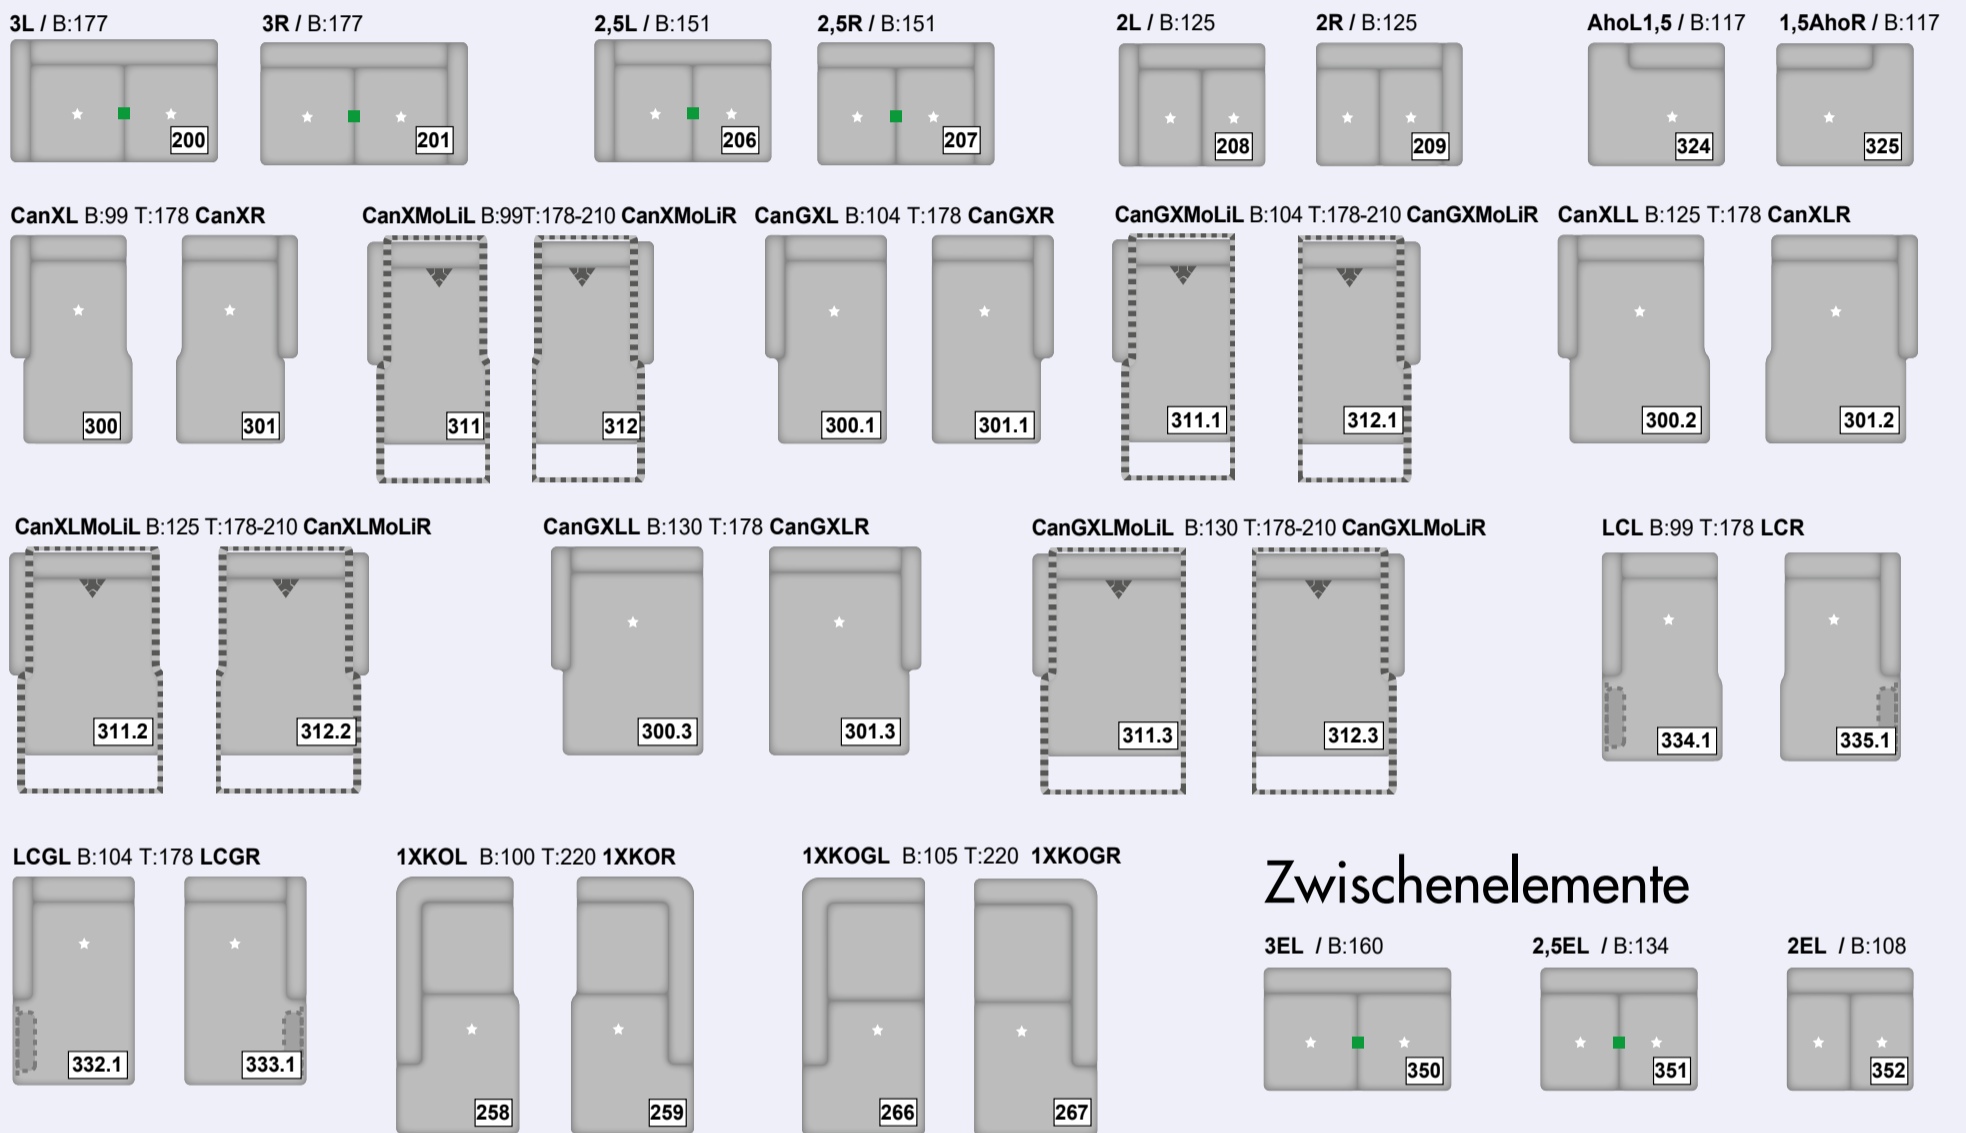 3L / B:177 3R / B:177 2,5L / B:151 2,5R / B:151 2L / B:125 2R / B:125 AhoL1,5 / B:117 1,5AhoR / B:117
200 201 206 207 208 209 324 325
CanXL B:99 T:178 CanXR CanXMoLiL B:99T:178-210 CanXMoLiR CanGXL B:104 T:178 CanGXR CanGXMoLiL B:104 T:178-210 CanGXMoLiR CanXLL B:125 T:178 CanXLR
300 301 311 312 300.1 301.1 311.1 312.1 300.2 301.2
CanXLMoLiL B:125 T:178-210 CanXLMoLiR CanGXLL B:130 T:178 CanGXLR CanGXLMoLiL B:130 T:178-210 CanGXLMoLiR LCL B:99 T:178 LCR
311.2 312.2 300.3 301.3 311.3 312.3 334.1 335.1
LCGL B:104 T:178 LCGR 1XKOL B:100 T:220 1XKOR 1XKOGL B:105 T:220 1XKOGR
Zwischenelemente
3EL / B:160 2,5EL / B:134 2EL / B:108
332.1 333.1 258 259 266 267 350 351 352